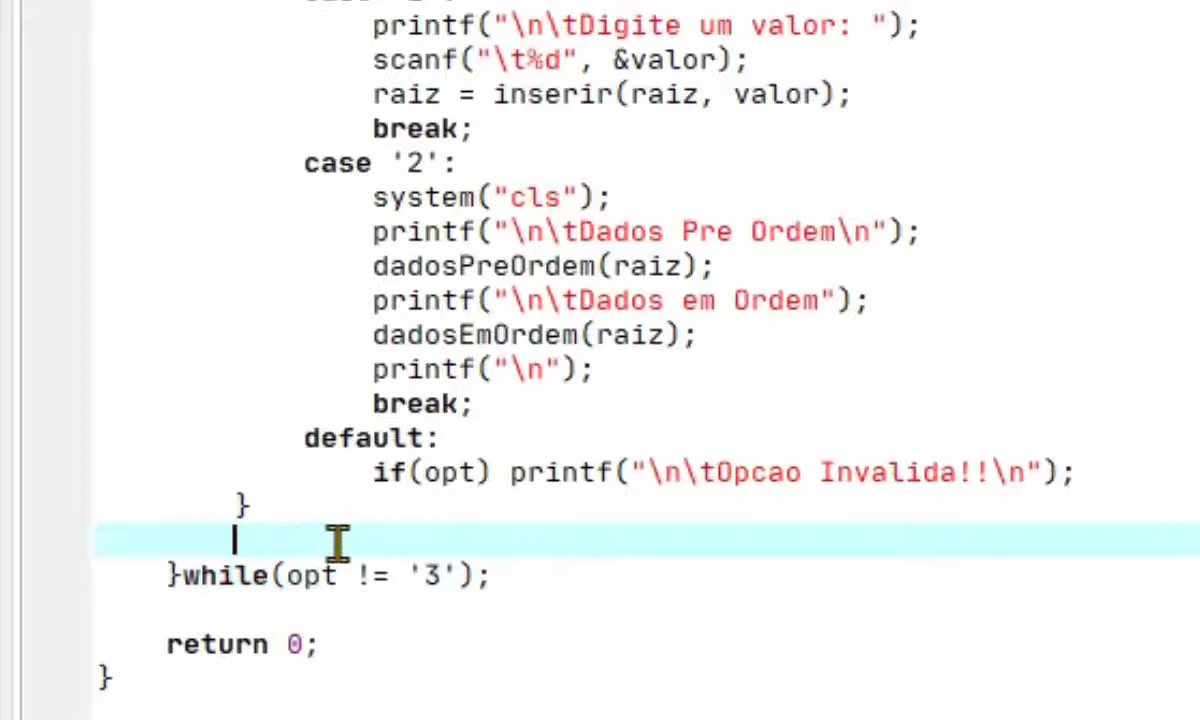 printf("\n\tDigite um valor: ");
scanf("\t%d", &valor);
raiz = inserir(raiz, valor);
break;
case '2':
system("cls");
printf("\n\tDados Pre Ordem\n");
dadosPreOrdem(raiz);
printf("\n\tDados em Ordem");
dadosEmOrdem(raiz);
printf("\n");
break;
default:
if(opt) printf("\n\tOpcao Invalida!!\n");
}
}while(opt != '3');
return 0;
}